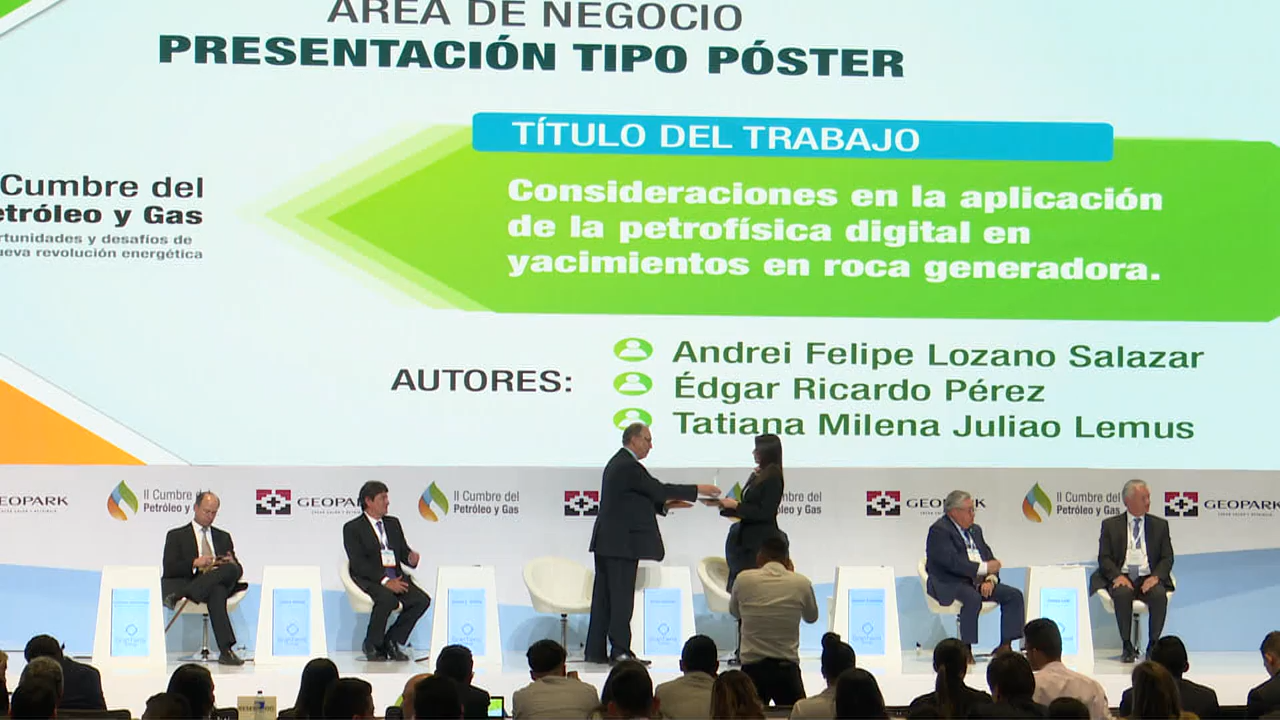 ÁREA DE NEGOCIO
PRESENTACIÓN TIPO PÓSTER
TÍTULO DEL TRABAJO
Consideraciones en la aplicación
de la petrofísica digital en
yacimientos en roca generadora.
Cumbre del
etróleo y Gas
rtunidades y desafíos de
ueva revolución energética
AUTORES:
Andrei Felipe Lozano Salazar
Édgar Ricardo Pérez
Tatiana Milena Juliao Lemus
EOPARK
II Cumbre
Petróleo y
GEOPA
II Cumbre del
Petróleo y Gas
del
y Gas
GEOPARK
II Cumbre del
Petróleo y Gas
GEOPARK